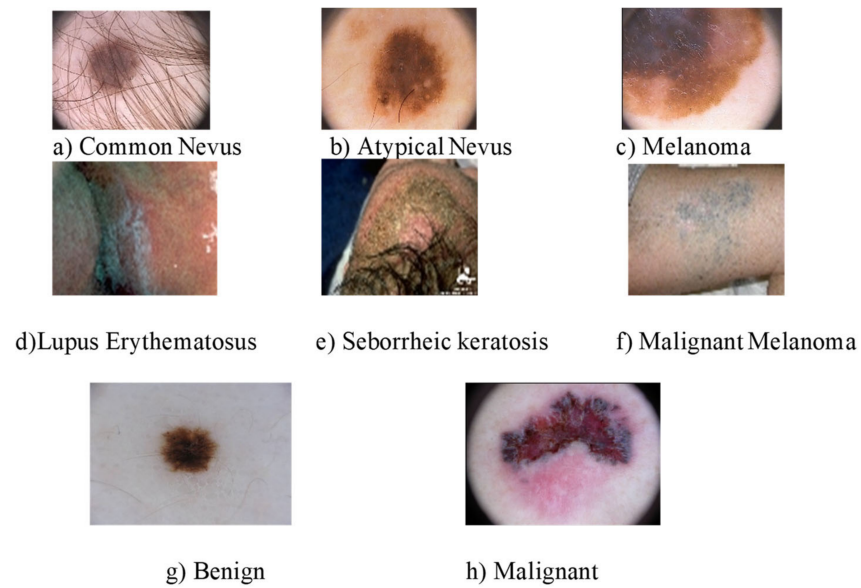 a) Common Nevus
b) Atypical Nevus
c) Melanoma
d)Lupus Erythematosus
e) Seborrheic keratosis
f) Malignant Melanoma
g) Benign
h) Malignant